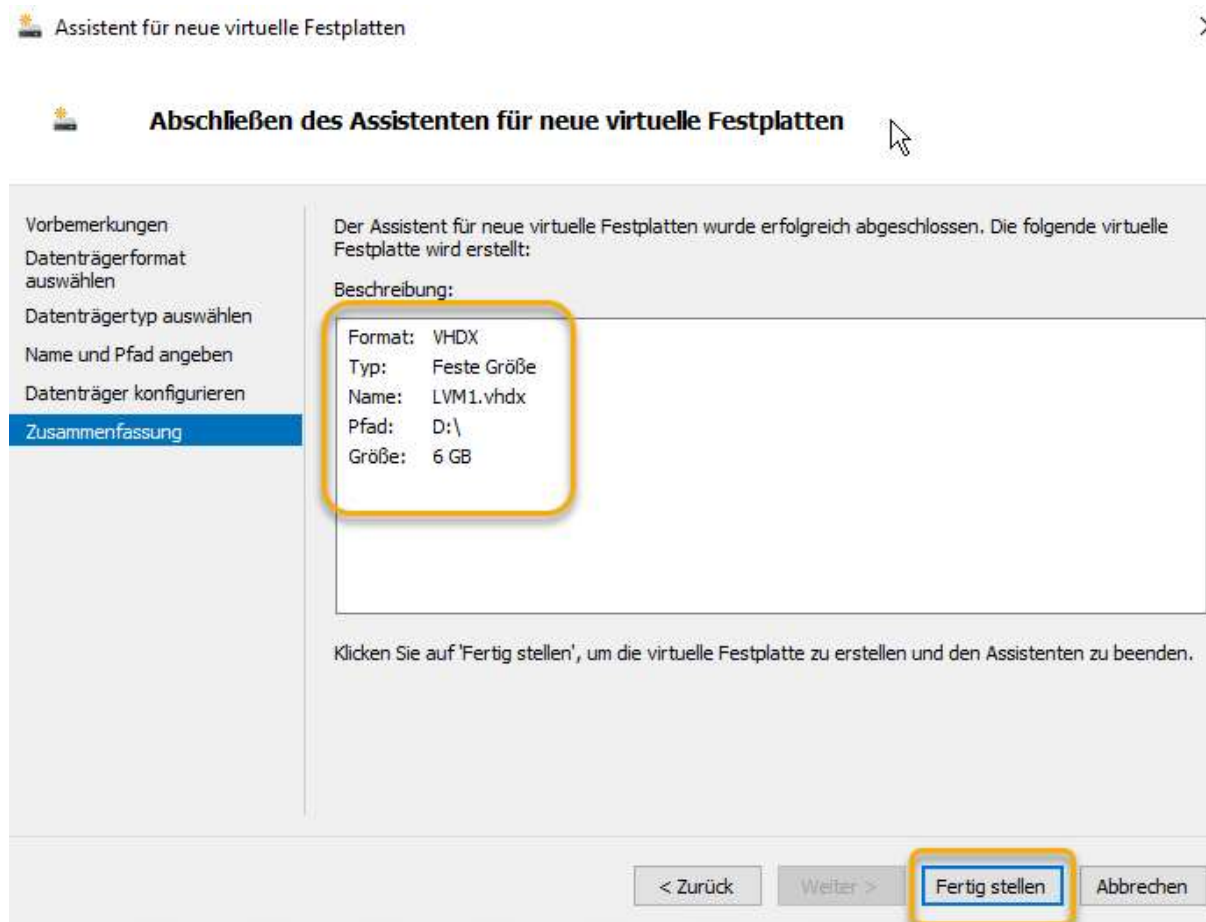 Assistent für neue virtuelle Festplatten
Abschließen des Assistenten für neue virtuelle Festplatten
Vorbemerkungen
Datenträgerformat
auswählen
Datenträgertyp auswählen
Name und Pfad angeben
Datenträger konfigurieren
Zusammenfassung
Der Assistent für neue virtuelle Festplatten wurde erfolgreich abgeschlossen. Die folgende virtuelle
Festplatte wird erstellt:
Beschreibung:
Format: VHDX
Typ: Feste Größe
Name: LVM1.vhdx
Pfad: D:\
Größe: 6 GB
Klicken Sie auf 'Fertig stellen', um die virtuelle Festplatte zu erstellen und den Assistenten zu beenden.
< Zurück Weiter > Fertig stellen Abbrechen